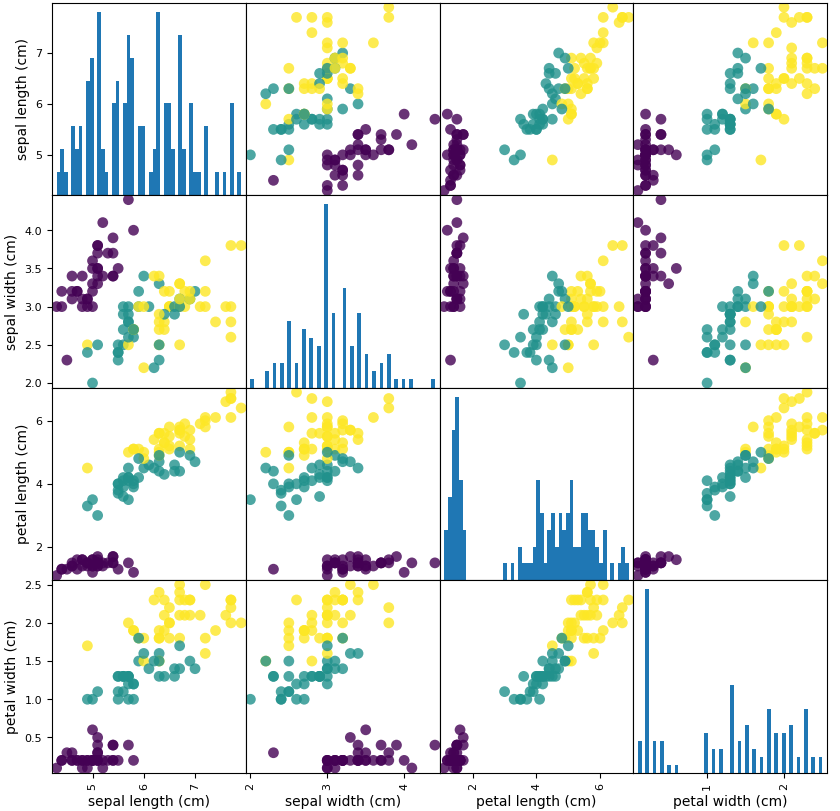 sepal length (cm)
7
6
5
sepal width (cm)
4.0
3.5
3.0
2.5
2.0
petal length (cm)
6
4
2
petal width (cm)
2.5
2.0
1.5
1.0
0.5
5 6 7 2 3 4 2 4 6 1 2
sepal length (cm) sepal width (cm) petal length (cm) petal width (cm)